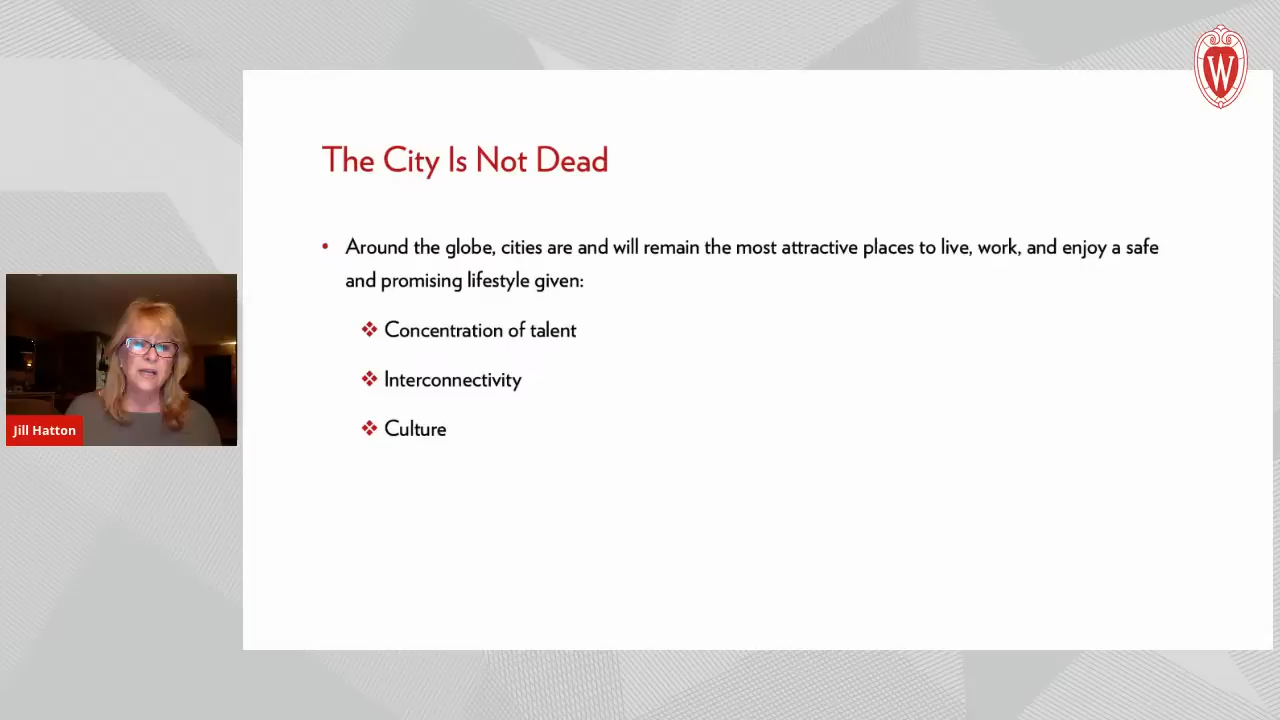 W
The City Is Not Dead
• Around the globe, cities are and will remain the most attractive places to live, work, and enjoy a safe
and promising lifestyle given:
❖ Concentration of talent
❖ Interconnectivity
❖ Culture
Jill Hatton